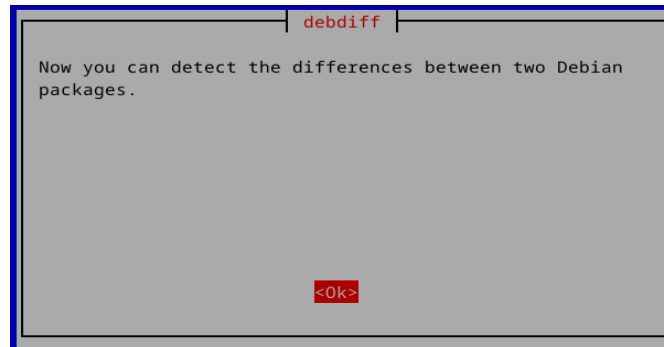 debdiff
Now you can detect the differences between two Debian
packages.
<Ok>